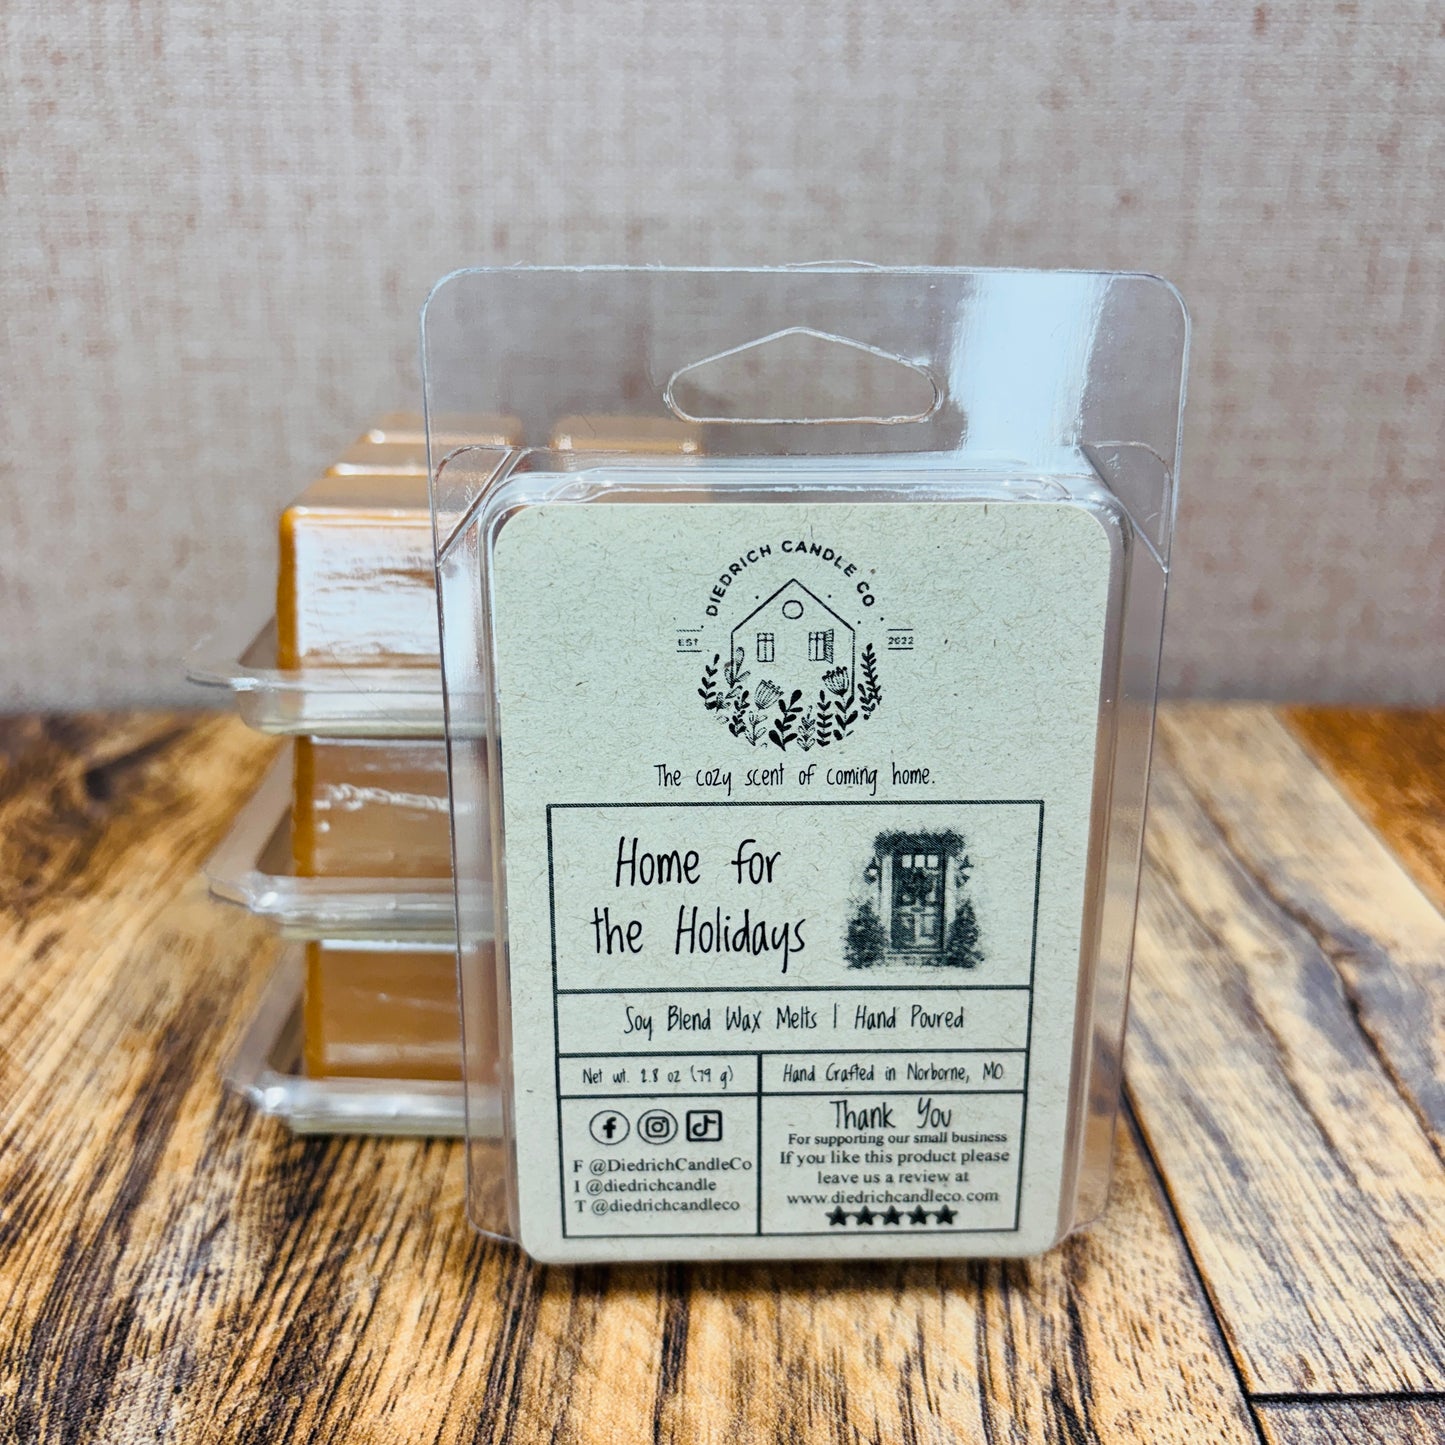 DIEDRICH CANDLE CO
EST 2022
The cozy scent of coming home.
Home for
the Holidays
Soy Blend Wax Melts | Hand Poured
Net wt. 2.8 oz (79 g)
Hand Crafted in Norborne, MO
F @DiedrichCandleCo
I @diedrichcandle
T @diedrichcandleco
Thank You
For supporting our small business
If you like this product please
leave us a review at
www.diedrichcandleco.com